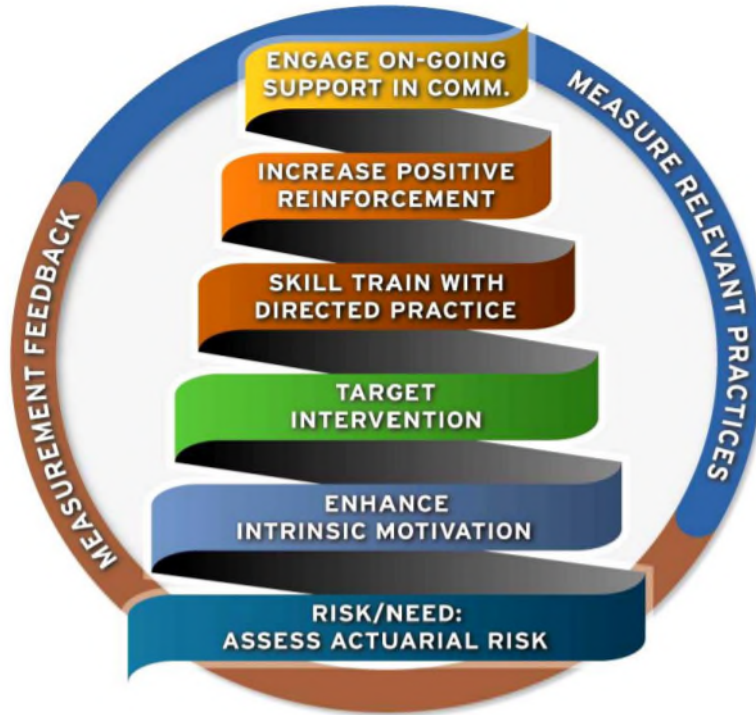 ENGAGE ON-GOING
SUPPORT IN COMM.
INCREASE POSITIVE
REINFORCEMENT
SKILL TRAIN WITH
DIRECTED PRACTICE
TARGET
INTERVENTION
ENHANCE
INTRINSIC MOTIVATION
RISK/NEED:
ASSESS ACTUARIAL RISK
MEASURE RELEVANT PRACTICES
MEASUREMENT FEEDBACK